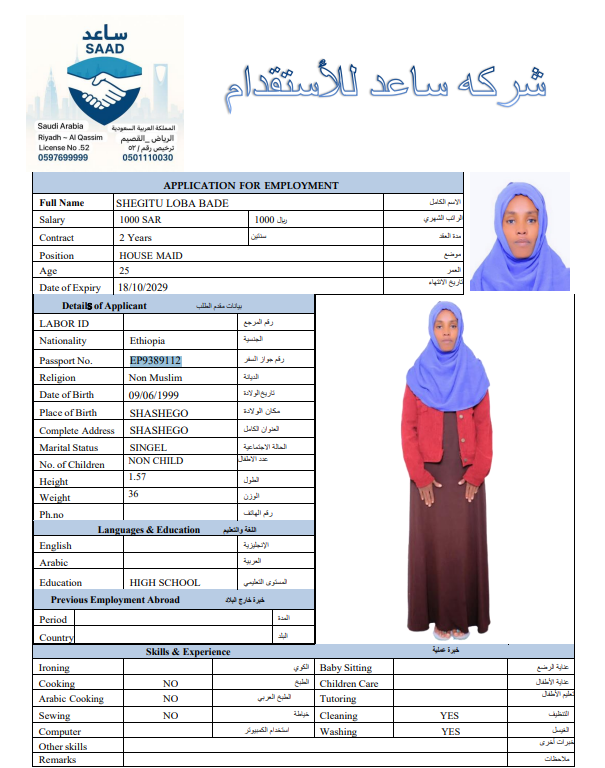 ساعد
SAAD
Saudi Arabia المملكة العربية السعودية
Riyadh ~ Al Qassim الرياض _القصيم
License No .52 ترخيص رقم / ٥٢
0597699999 0501110030
شركه ساعد للأستقدام
APPLICATION FOR EMPLOYMENT
Full Name SHEGITU LOBA BADE الاسم الكامل
Salary 1000 SAR 1000 ريال الراتب الشهري
Contract 2 Years سنتين مدة العقد
Position HOUSE MAID موضع
Age 25 العمر
Date of Expiry 18/10/2029 تاريخ الانتهاء
Details of Applicant بيانات مقدم الطلب
LABOR ID رقم المرجع
Nationality Ethiopia الجنسية
Passport No. EP9389112 رقم جواز السفر
Religion Non Muslim الديانة
Date of Birth 09/06/1999 تاريخ الولادة
Place of Birth SHASHEGO مكان الولادة
Complete Address SHASHEGO العنوان الكامل
Marital Status SINGEL الحالة الاجتماعية
No. of Children NON CHILD عدد الاطفال
Height 1.57 الطول
Weight 36 الوزن
Ph.no رقم الهاتف
Languages & Education اللغة والتعليم
English الإنجليزية
Arabic العربية
Education HIGH SCHOOL المستوى التعليمي
Previous Employment Abroad خبرة خارج البلاد
Period المدة
Country البلد
Skills & Experience خبرة عملية
Ironing الكوي Baby Sitting عناية الرضع
Cooking NO الطبخ Children Care عناية الأطفال
Arabic Cooking NO الطبخ العربي Tutoring تعليم الأطفال
Sewing NO خياطة Cleaning YES التنظيف
Computer استخدام الكمبيوتر Washing YES الغسيل
Other skills خبرات أخرى
Remarks ملاحظات